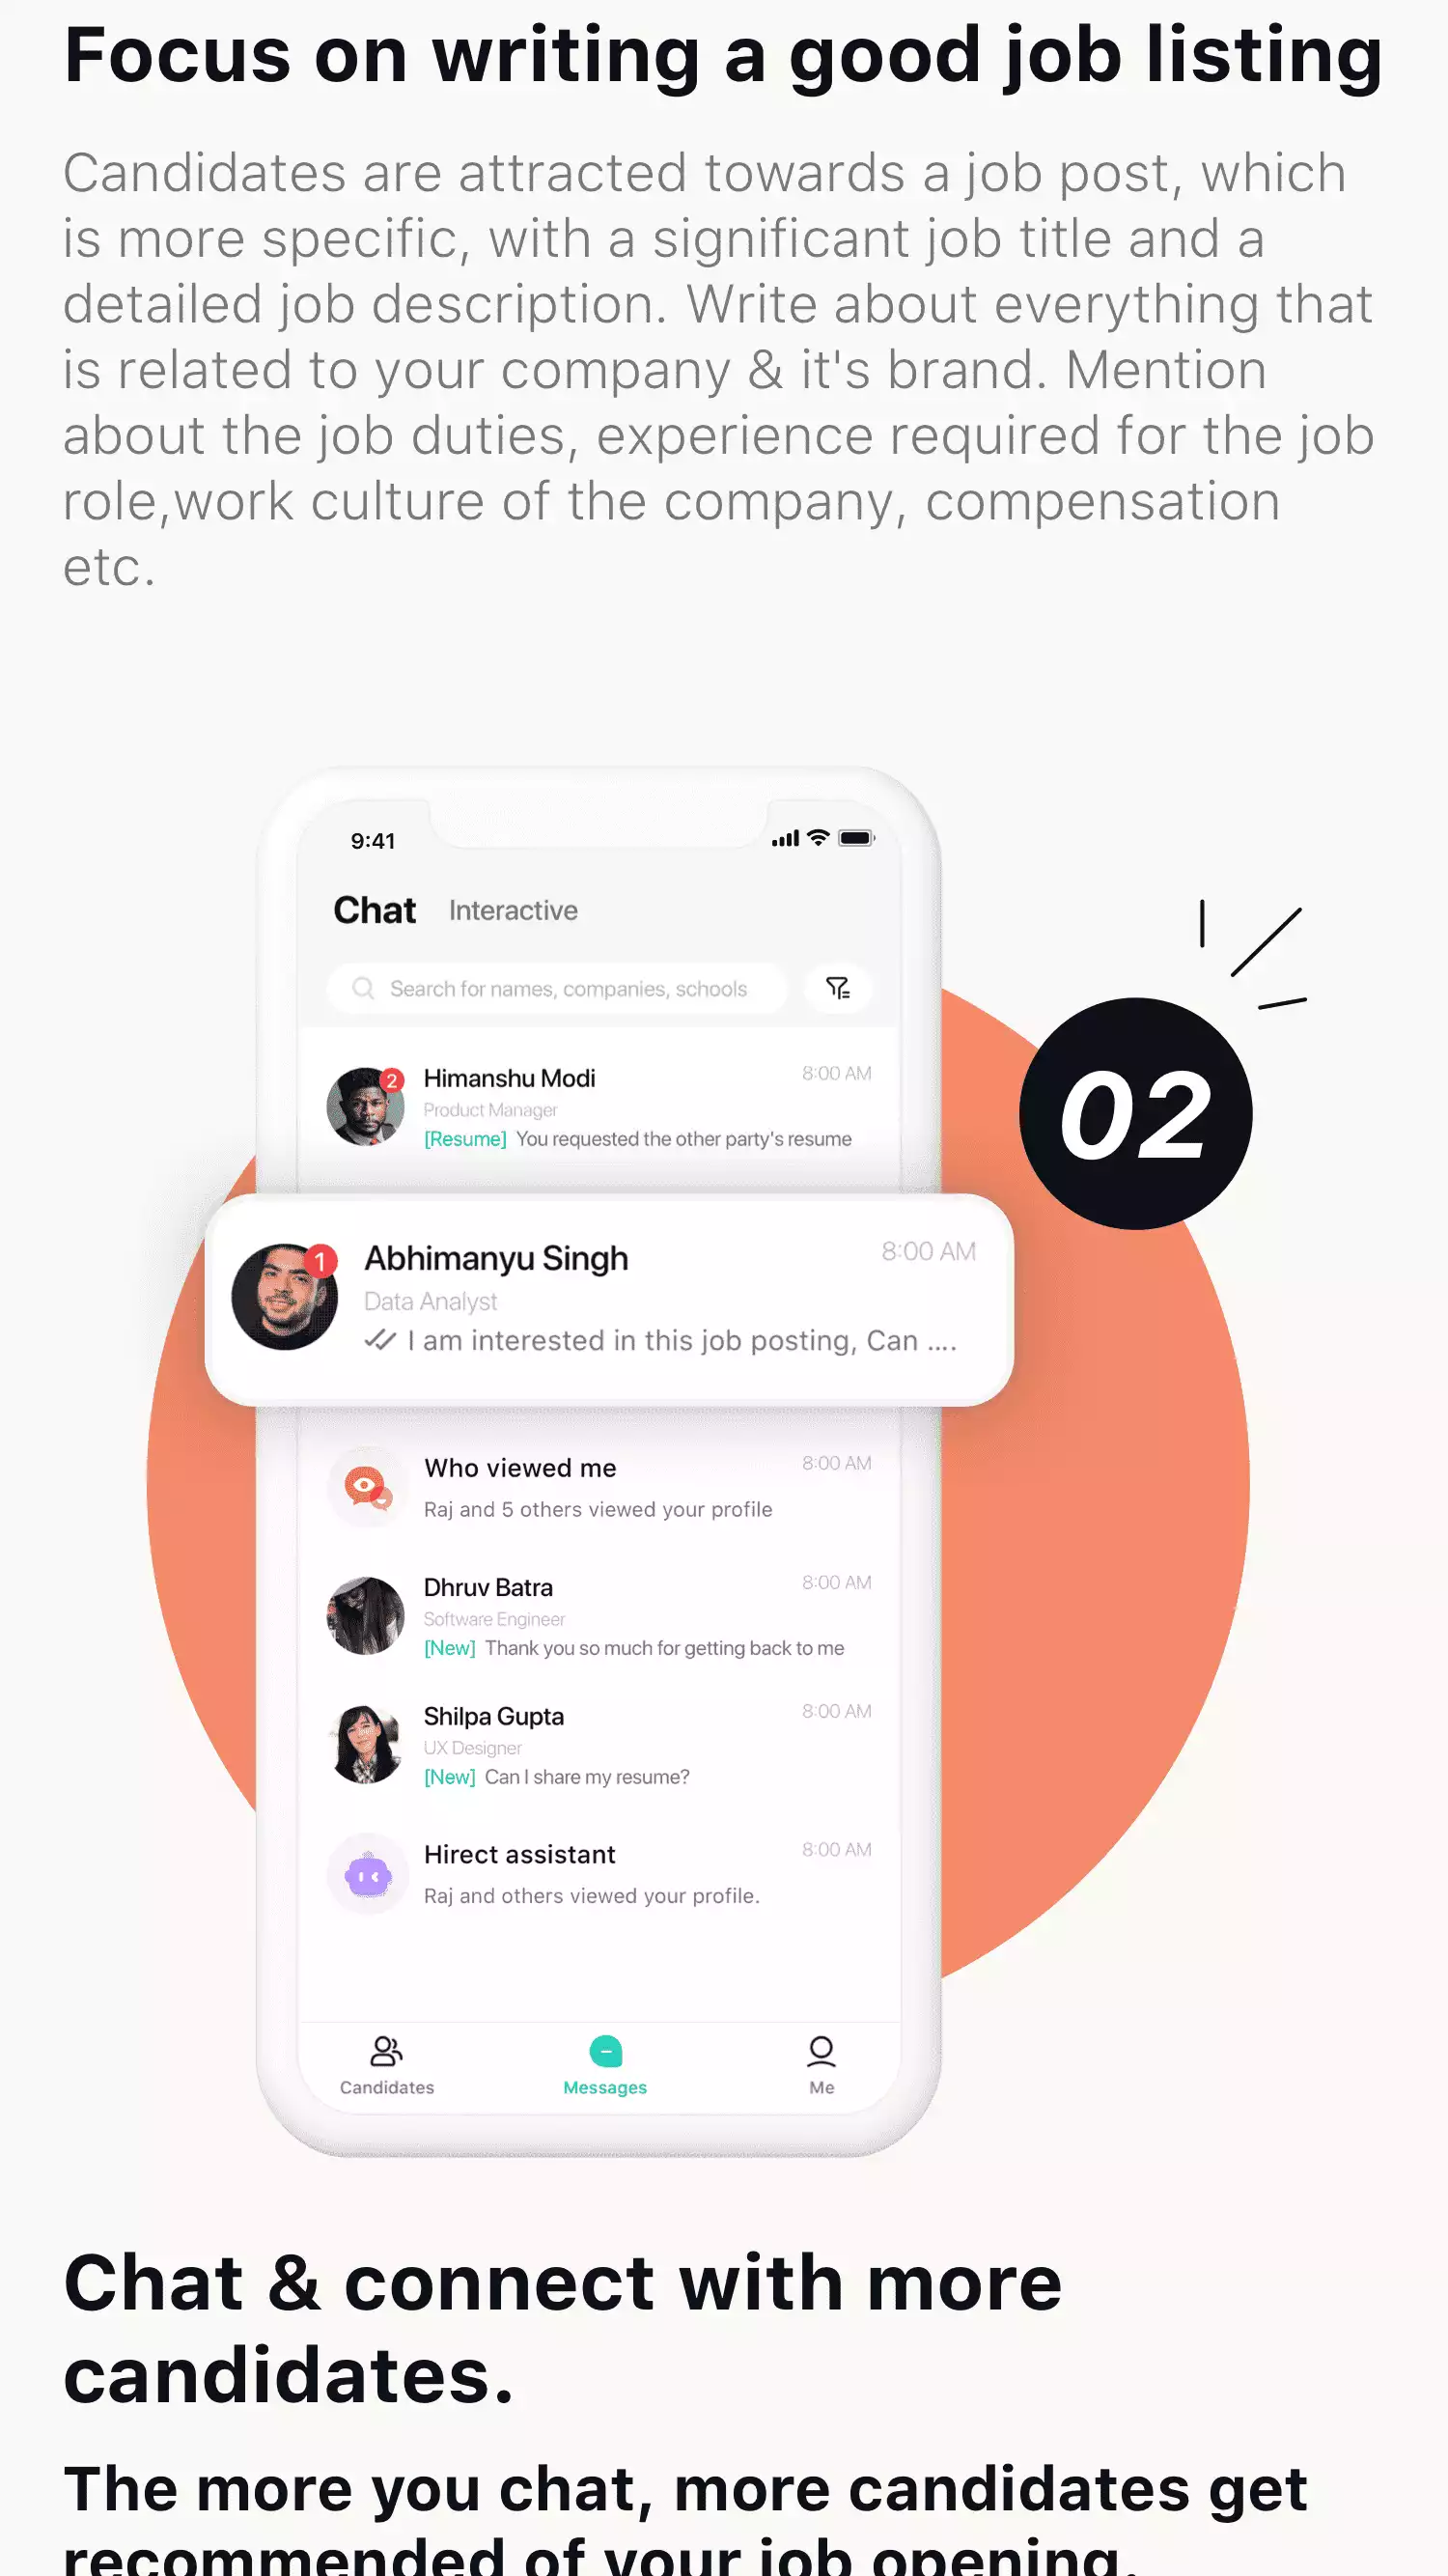 Focus on writing a good job listing
Candidates are attracted towards a job post, which
is more specific, with a significant job title and a
detailed job description. Write about everything that
is related to your company & it's brand. Mention
about the job duties, experience required for the job
role,work culture of the company, compensation
etc.
9:41
Chat Interactive
Search for names, companies, schools
2
Himanshu Modi 8:00 AM
Product Manager
[Resume] You requested the other party's resume
02
1
Abhimanyu Singh 8:00 AM
Data Analyst
I am interested in this job posting, Can ....
Who viewed me 8:00 AM
Raj and 5 others viewed your profile
Dhruv Batra 8:00 AM
Software Engineer
[New] Thank you so much for getting back to me
Shilpa Gupta 8:00 AM
UX Designer
[New] Can I share my resume?
Hirect assistant 8:00 AM
Raj and others viewed your profile.
Candidates Messages Me
Chat & connect with more
candidates.
The more you chat, more candidates get
recommended of your job opening.